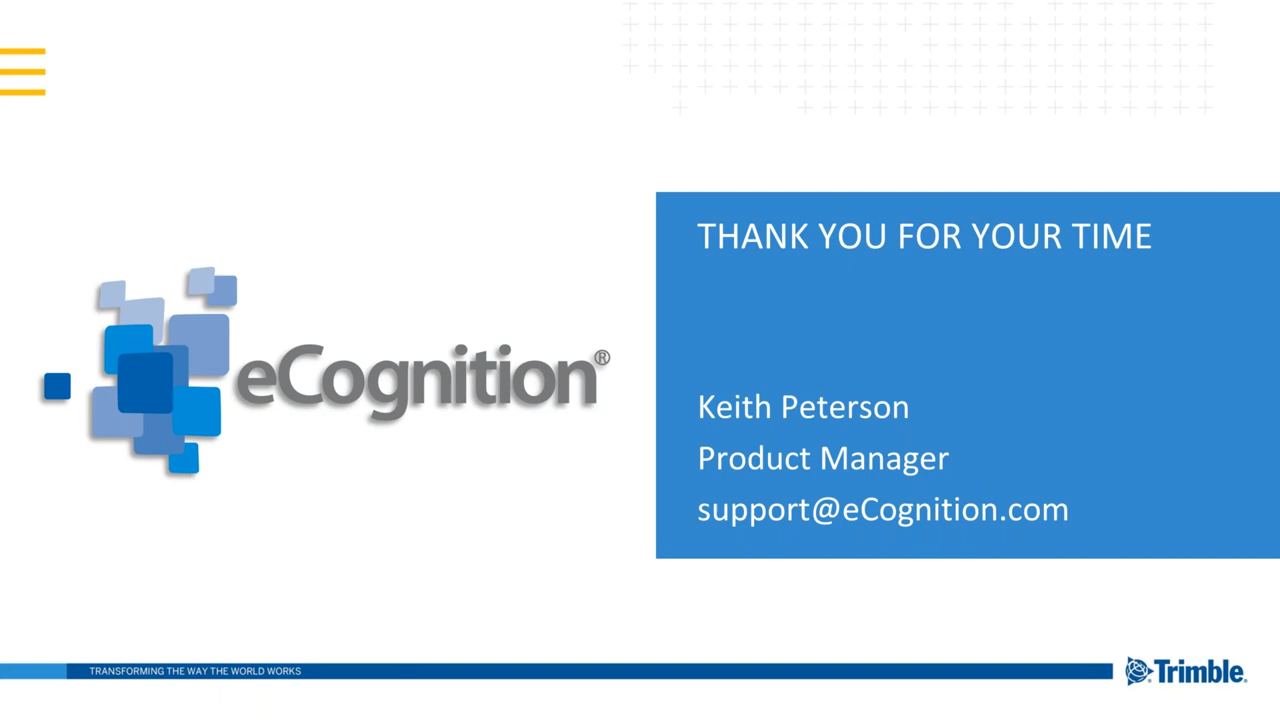 THANK YOU FOR YOUR TIME
eCognition®
Keith Peterson
Product Manager
support@eCognition.com
TRANSFORMING THE WAY THE WORLD WORKS
Trimble®